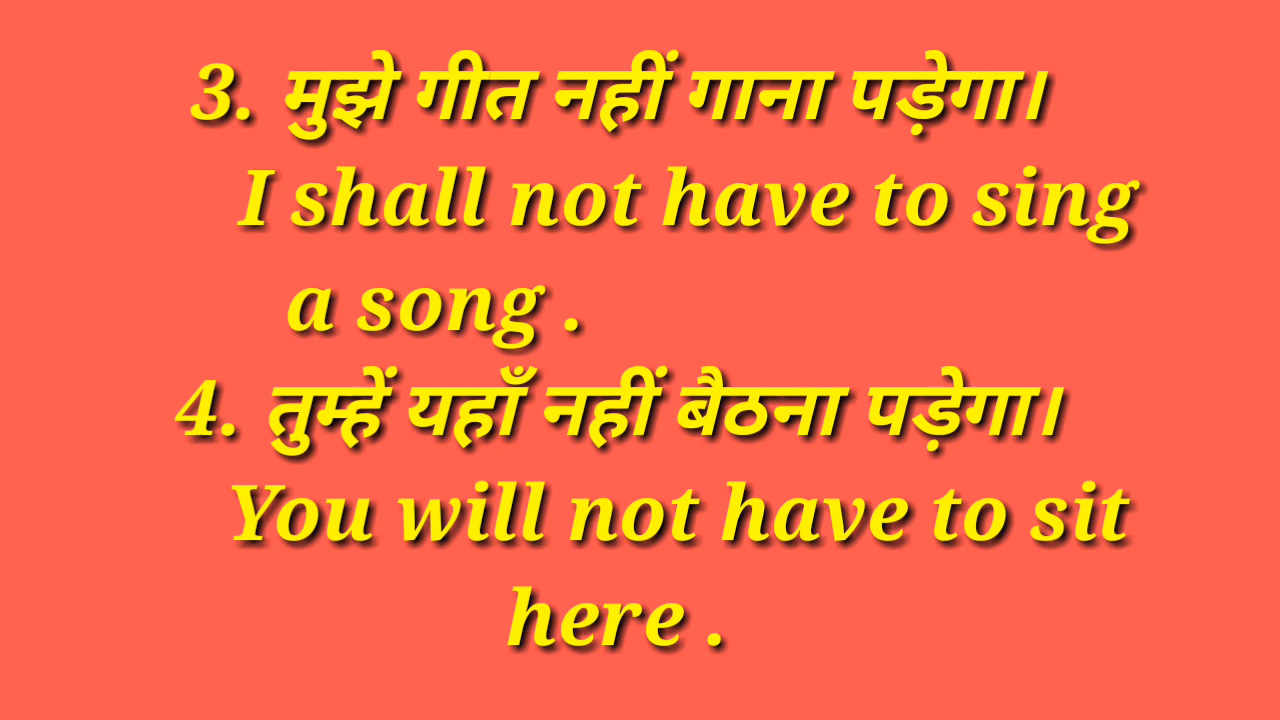 3. मुझे गीत नहीं गाना पड़ेगा।
I shall not have to sing
a song .
4. तुम्हें यहाँ नहीं बैठना पड़ेगा।
You will not have to sit
here .